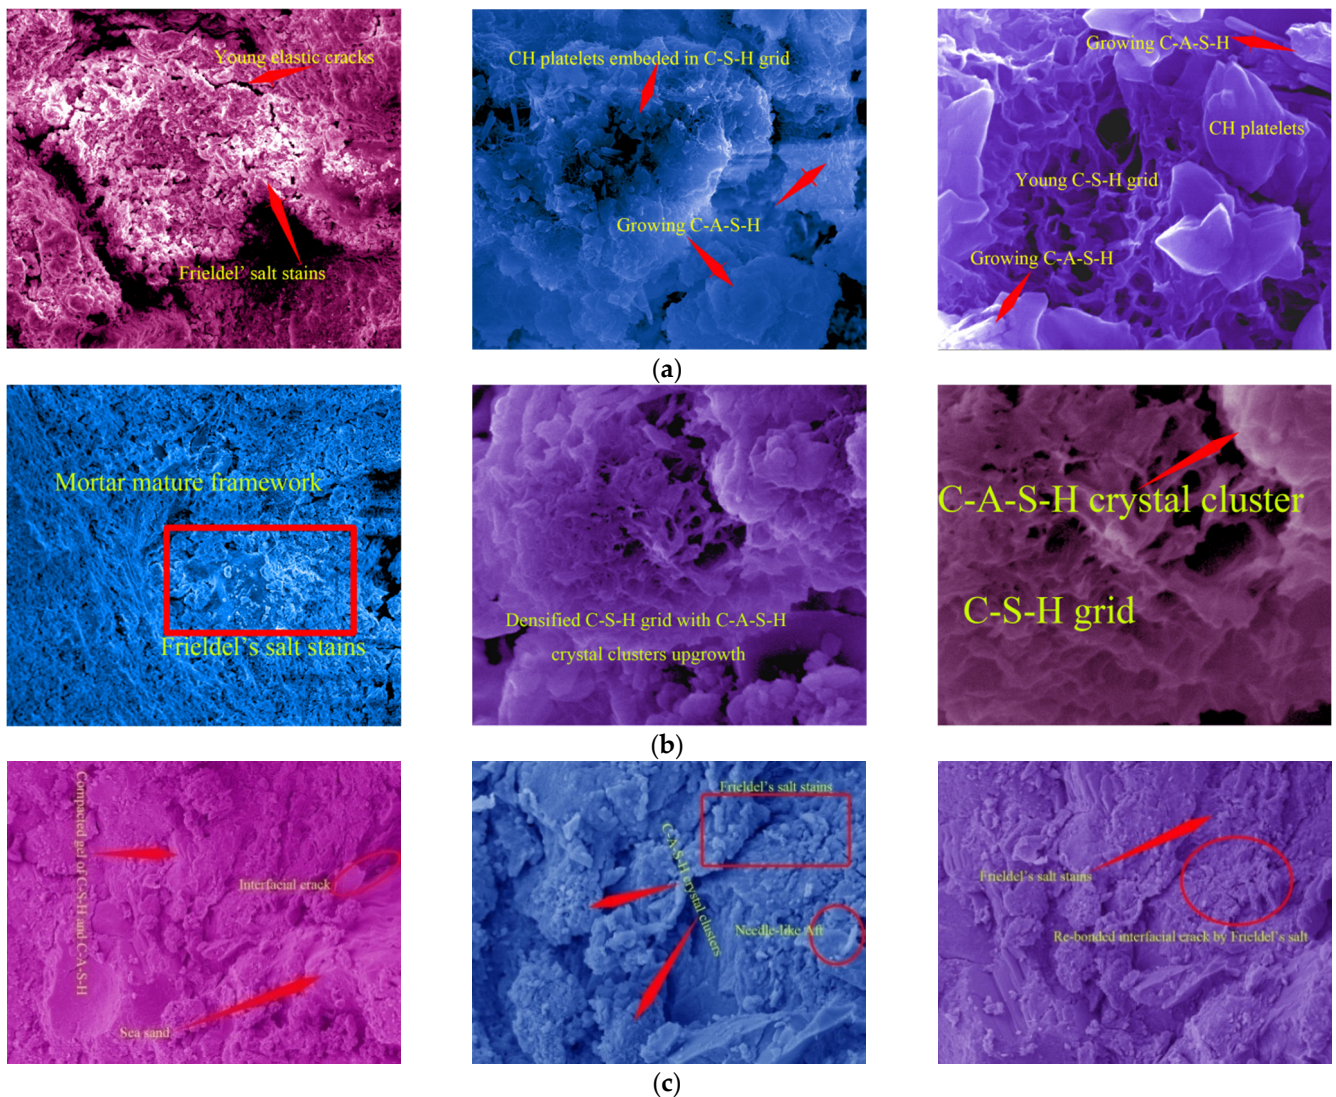 Young elastic cracks
Frieldel’ salt stains
CH platelets embeded in C-S-H grid
Growing C-A-S-H
Growing C-A-S-H
CH platelets
Young C-S-H grid
Growing C-A-S-H
(a)
Mortar mature framework
Frieldel’s salt stains
Densified C-S-H grid with C-A-S-H
crystal clusters upgrowth
C-A-S-H crystal cluster
C-S-H grid
(b)
Compacted gel of C-S-H and C-A-S-H
Interfacial crack
Sea sand
Frieldel’s salt stains
C-A-S-H crystal clusters
Needle-like Aft
Frieldel’s salt stains
Re-bonded interfacial crack by Frieldel’s salt
(c)